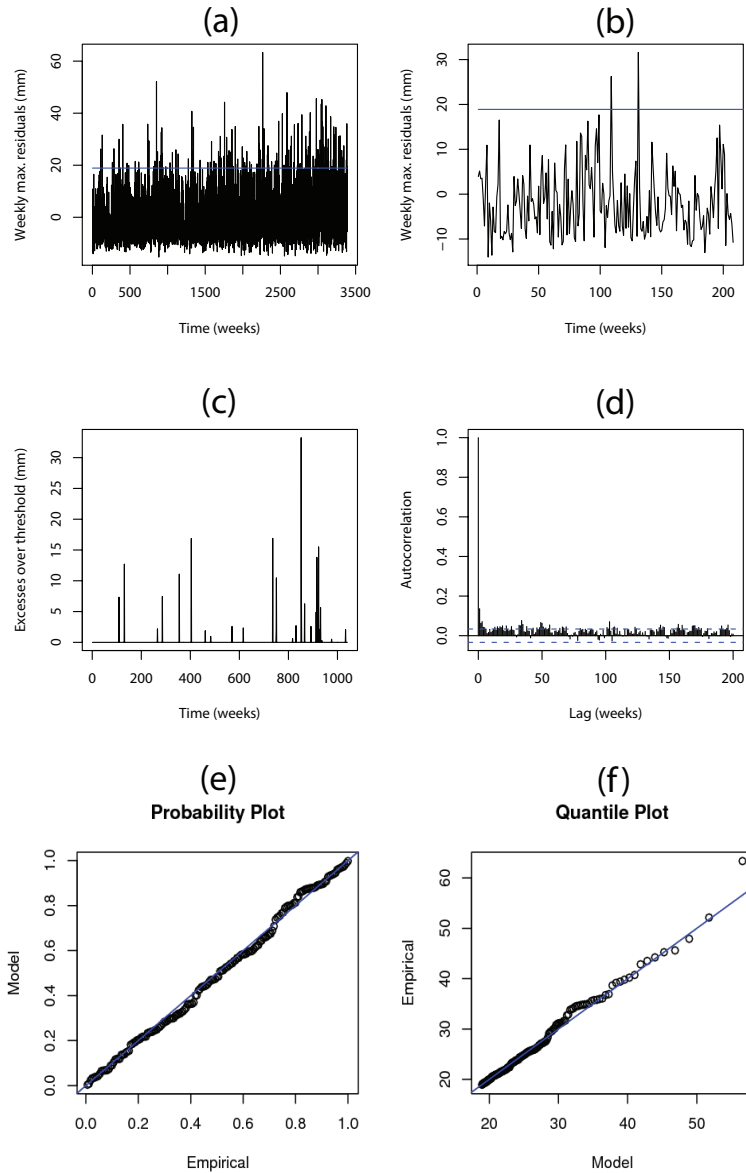 (a)
Weekly max. residuals (mm)
60
40
20
0
0 500 1500 2500 3500
Time (weeks)
(b)
Weekly max. residuals (mm)
30
20
10
0
−10
0 50 100 150 200
Time (weeks)
(c)
Excesses over threshold (mm)
30
25
20
15
10
5
0
0 200 400 600 800 1000
Time (weeks)
(d)
Autocorrelation
1.0
0.8
0.6
0.4
0.2
0.0
0 50 100 150 200
Lag (weeks)
(e)
Probability Plot
Model
1.0
0.8
0.6
0.4
0.2
0.0
0.0 0.2 0.4 0.6 0.8 1.0
Empirical
(f)
Quantile Plot
Empirical
60
50
40
30
20
20 30 40 50
Model